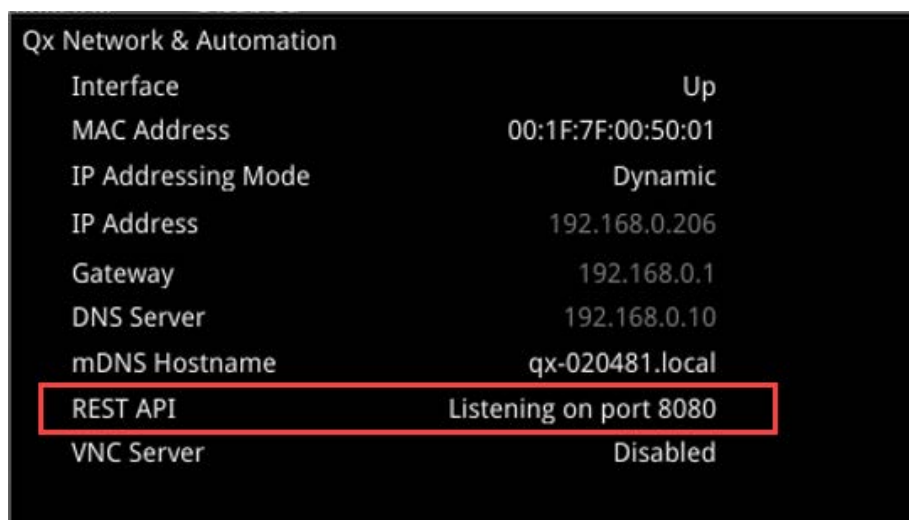 Qx Network & Automation
Interface Up
MAC Address 00:1F:7F:00:50:01
IP Addressing Mode Dynamic
IP Address 192.168.0.206
Gateway 192.168.0.1
DNS Server 192.168.0.10
mDNS Hostname qx-020481.local
REST API Listening on port 8080
VNC Server Disabled